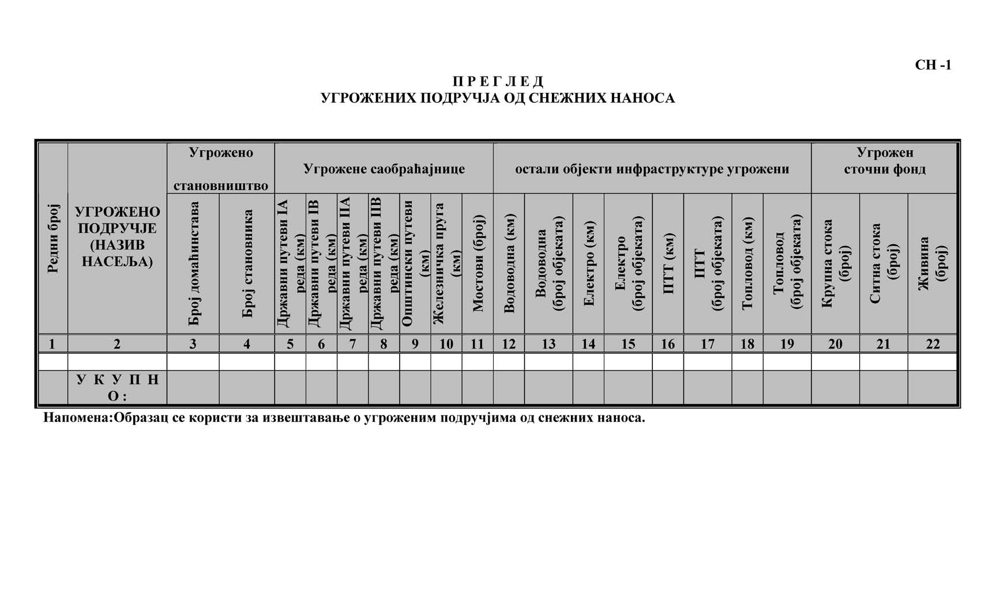 СН -1
П Р Е Г Л Е Д
УГРОЖЕНИХ ПОДРУЧЈА ОД СНЕЖНИХ НАНОСА
Редни број
УГРОЖЕНО
ПОДРУЧЈЕ
(НАЗИВ
НАСЕЉА)
Угрожено
становништво
Угрожене саобраћајнице
остали објекти инфраструктуре угрожени
Угрожен
сточни фонд
Број домаћинстава
Број становника
Државни путеви IА
реда (км)
Државни путеви IВ
реда (км)
Државни путеви IIА
реда (км)
Државни путеви IIВ
реда (км)
Општински путеви
(км)
Железничка пруга
(км)
Мостови (број)
Водоводна (км)
Водоводна
(број објеката)
Електро (км)
Електро
(број објеката)
ПТТ (км)
ПТТ
(број објеката)
Топловод (км)
Топловод
(број објеката)
Крупна стока
(број)
Ситна стока
(број)
Живина
(број)
1 2 3 4 5 6 7 8 9 10 11 12 13 14 15 16 17 18 19 20 21 22
У К У П Н
О :
Напомена:Образац се користи за извештавање о угроженим подручјима од снежних наноса.